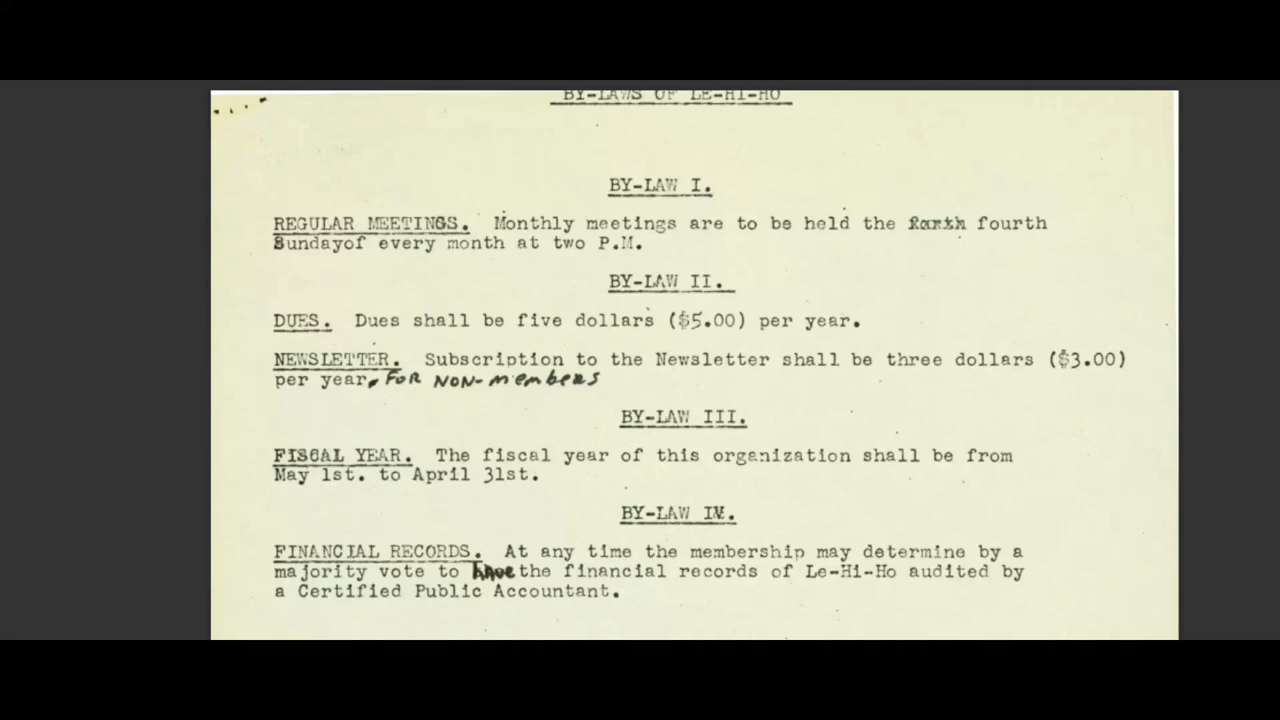 BY-LAWS OF LE-HI-HO
BY-LAW I.
REGULAR MEETINGS. Monthly meetings are to be held the fourth
Sundayof every month at two P.M.
BY-LAW II.
DUES. Dues shall be five dollars ($5.00) per year.
NEWSLETTER. Subscription to the Newsletter shall be three dollars ($3.00)
per year, FOR NON-members
BY-LAW III.
FISCAL YEAR. The fiscal year of this organization shall be from
May 1st. to April 31st.
BY-LAW IV.
FINANCIAL RECORDS. At any time the membership may determine by a
majority vote to have the financial records of Le-Hi-Ho audited by
a Certified Public Accountant.